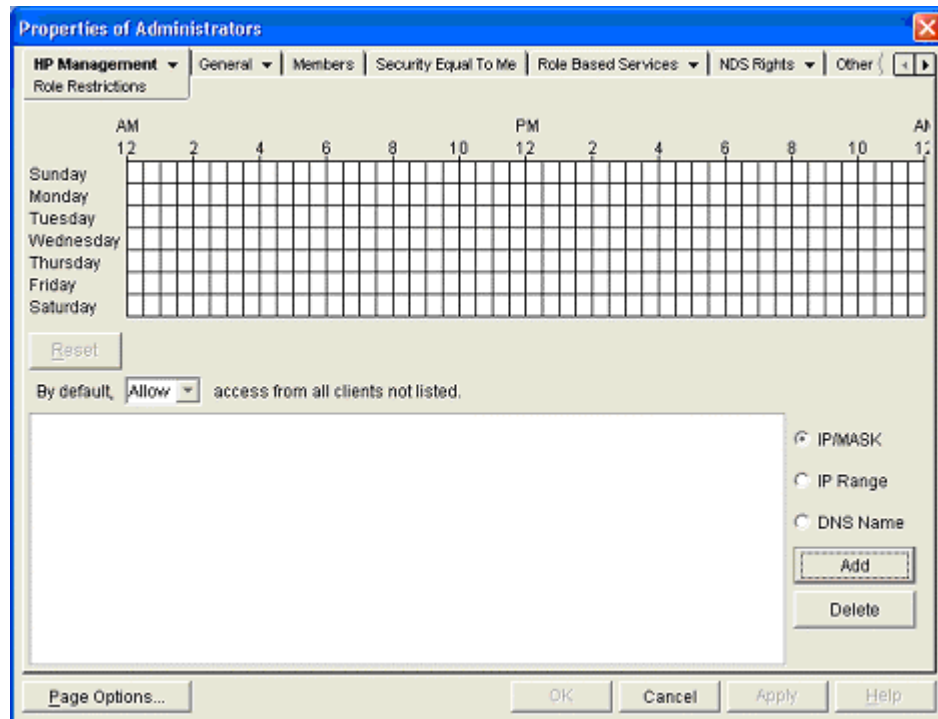 Properties of Administrators
HP Management General Members Security Equal To Me Role Based Services NDS Rights Other
Role Restrictions
AM PM
12 2 4 6 8 10 12 2 4 6 8 10
Sunday
Monday
Tuesday
Wednesday
Thursday
Friday
Saturday
Reset
By default, Allow access from all clients not listed.
IP/MASK
IP Range
DNS Name
Add
Delete
Page Options... OK Cancel Apply Help